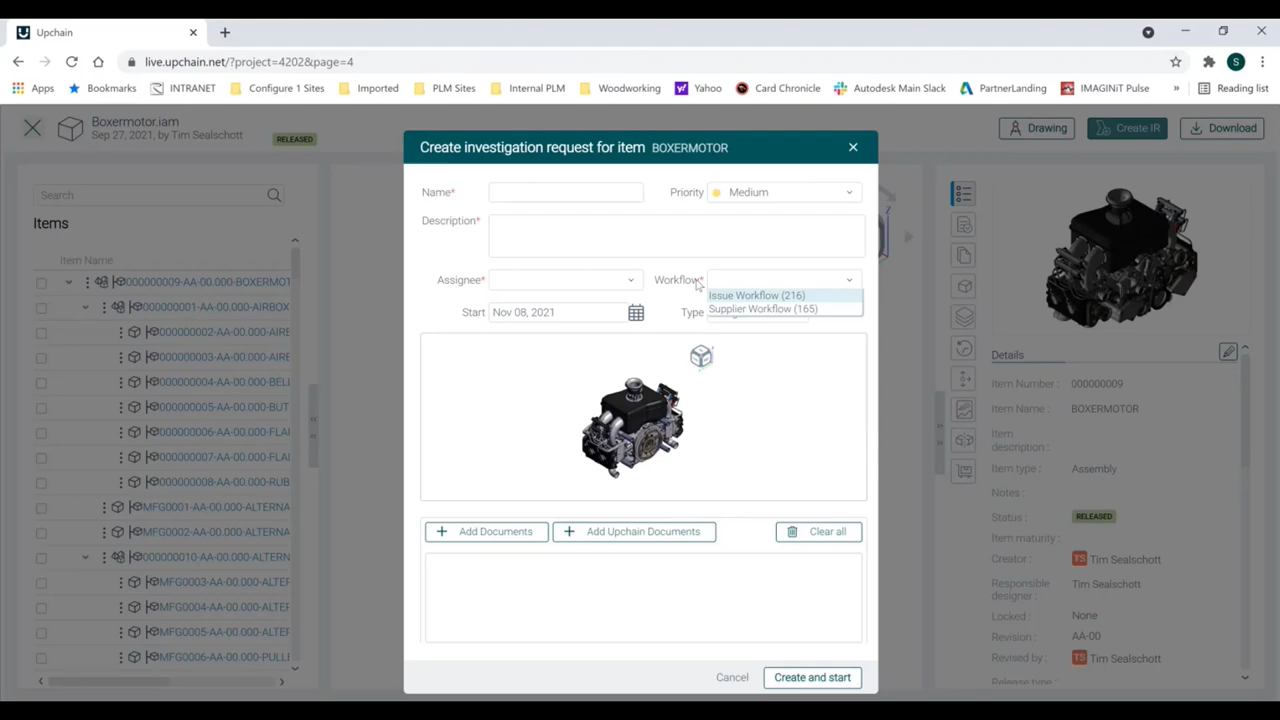 Upchain
live.upchain.net/?project=4202&page=4
Apps
Bookmarks
INTRANET
Configure 1 Sites
Imported
PLM Sites
Internal PLM
Woodworking
Yahoo
Card Chronicle
Autodesk Main Slack
PartnerLanding
IMAGINiT Pulse
»
Reading list
S
Boxermotor.iam
Sep 27, 2021, by Tim Sealschott
RELEASED
Drawing
Create IR
Download
Search
Items
Item Name
000000009-AA-00.000-BOXERMOT
000000001-AA-00.000-AIRBOX
000000002-AA-00.000-AIRE
000000003-AA-00.000-AIRE
000000004-AA-00.000-BELL
000000005-AA-00.000-BUT
000000006-AA-00.000-FLA
000000007-AA-00.000-FLA
000000008-AA-00.000-RUB
MFG0001-AA-00.000-ALTERNA
MFG0002-AA-00.000-ALTERNA
000000010-AA-00.000-ALTERN
MFG0003-AA-00.000-ALTEF
MFG0004-AA-00.000-ALTEF
MFG0005-AA-00.000-ALTEF
MFG0006-AA-00.000-PULLE
Create investigation request for item BOXERMOTOR
Name*
Priority Medium
Description*
Assignee*
Workflow*
Issue Workflow (216)
Supplier Workflow (165)
Start Nov 08, 2021
Type
+ Add Documents
+ Add Upchain Documents
Clear all
Cancel
Create and start
Details
Item Number : 000000009
Item Name : BOXERMOTOR
Item
description :
Item type : Assembly
Notes :
Status : RELEASED
Item maturity :
Creator : TS Tim Sealschott
Responsible
designer :
Tim Sealschott
Locked : None
Revision : AA-00
Revised by : TS Tim Sealschott
Release type :